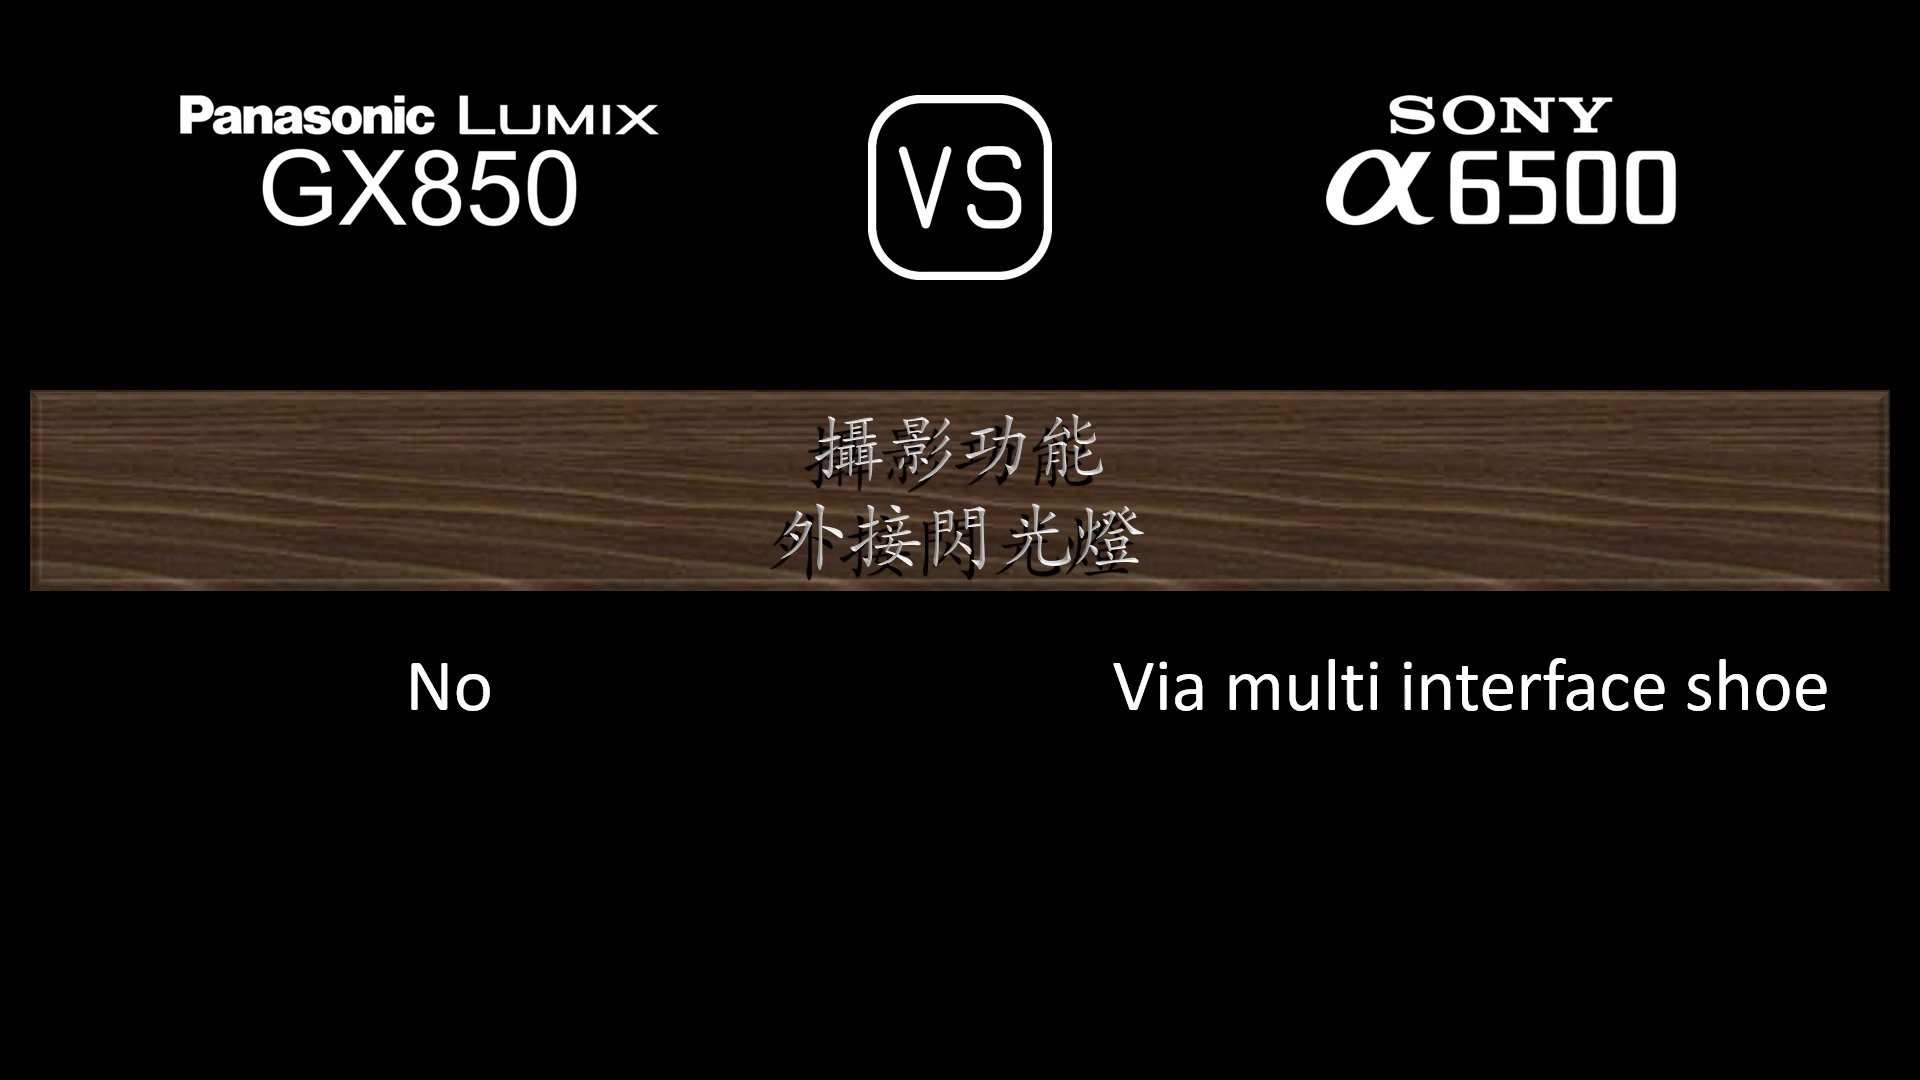 Panasonic LUMIX
GX850
VS
SONY
α6500
攝影功能
外接閃光燈
No
Via multi interface shoe